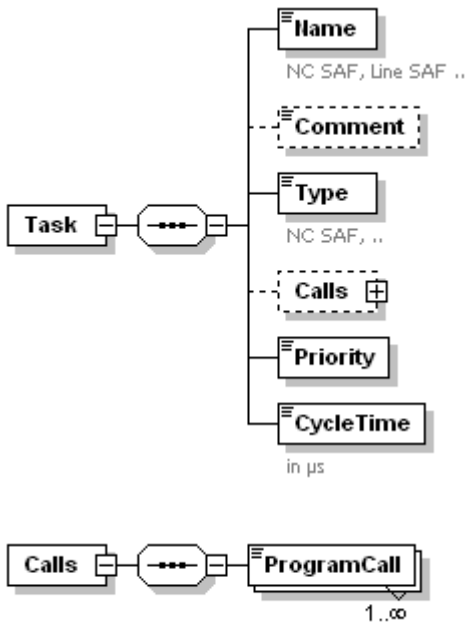 Name
NC SAF, Line SAF ..
Comment
Type
Task
NC SAF, ..
Calls
Priority
CycleTime
in µs
Calls
ProgramCall
1..∞